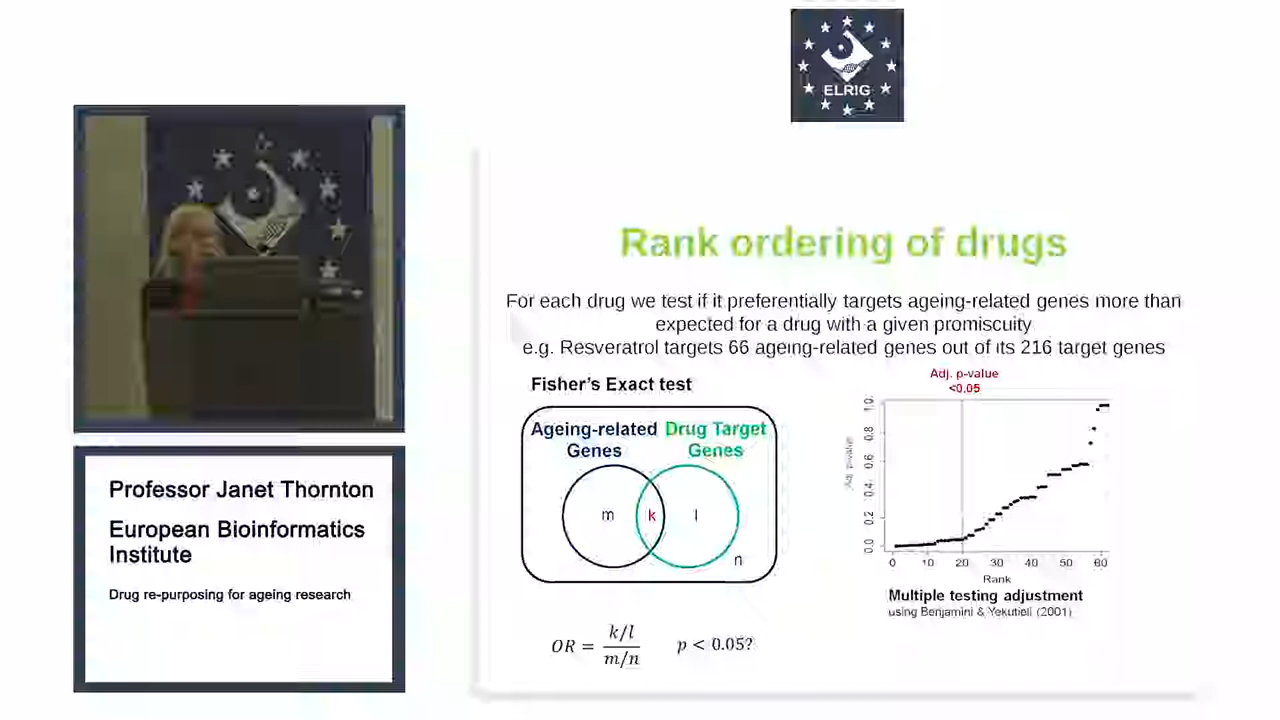 ELRIG
Rank ordering of drugs
For each drug we test if it preferentially targets ageing-related genes more than
expected for a drug with a given promiscuity
e.g. Resveratrol targets 66 ageing-related genes out of its 216 target genes
Fisher's Exact test
Ageing-related Drug Target
Genes Genes
m k l
n
OR = k/l
m/n
p < 0.05?
Adj. p-value
<0.05
Adj. p-value
1.0
0.8
0.6
0.4
0.2
0.0
0 10 20 30 40 50 60
Rank
Multiple testing adjustment
using Benjamini & Yekutieli (2001)
Professor Janet Thornton
European Bioinformatics
Institute
Drug re-purposing for ageing research